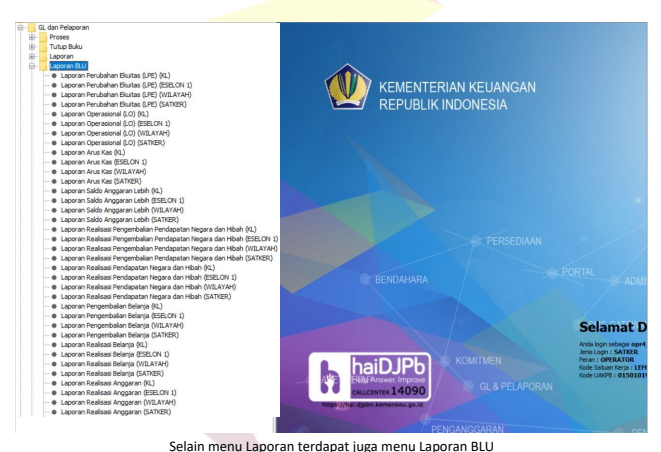 GL dan Pelaporan
Proses
Tutup Buku
Laporan
Laporan BLU
Laporan Perubahan Ekuitas (LPE) (KL)
Laporan Perubahan Ekuitas (LPE) (ESELON 1)
Laporan Perubahan Ekuitas (LPE) (WILAYAH)
Laporan Perubahan Ekuitas (LPE) (SATKER)
Laporan Operasional (LO) (KL)
Laporan Operasional (LO) (ESELON 1)
Laporan Operasional (LO) (WILAYAH)
Laporan Operasional (LO) (SATKER)
Laporan Arus Kas (KL)
Laporan Arus Kas (ESELON 1)
Laporan Arus Kas (WILAYAH)
Laporan Arus Kas (SATKER)
Laporan Saldo Anggaran Lebih (KL)
Laporan Saldo Anggaran Lebih (ESELON 1)
Laporan Saldo Anggaran Lebih (WILAYAH)
Laporan Saldo Anggaran Lebih (SATKER)
Laporan Realisasi Pengembalian Pendapatan Negara dan Hibah (KL)
Laporan Realisasi Pengembalian Pendapatan Negara dan Hibah (ESELON 1)
Laporan Realisasi Pengembalian Pendapatan Negara dan Hibah (WILAYAH)
Laporan Realisasi Pengembalian Pendapatan Negara dan Hibah (SATKER)
Laporan Realisasi Pendapatan Negara dan Hibah (KL)
Laporan Realisasi Pendapatan Negara dan Hibah (ESELON 1)
Laporan Realisasi Pendapatan Negara dan Hibah (WILAYAH)
Laporan Realisasi Pendapatan Negara dan Hibah (SATKER)
Laporan Pengembalian Belanja (KL)
Laporan Pengembalian Belanja (ESELON 1)
Laporan Pengembalian Belanja (WILAYAH)
Laporan Pengembalian Belanja (SATKER)
Laporan Realisasi Belanja (KL)
Laporan Realisasi Belanja (ESELON 1)
Laporan Realisasi Belanja (WILAYAH)
Laporan Realisasi Belanja (SATKER)
Laporan Realisasi Anggaran (KL)
Laporan Realisasi Anggaran (ESELON 1)
Laporan Realisasi Anggaran (WILAYAH)
Laporan Realisasi Anggaran (SATKER)
KEMENTERIAN KEUANGAN
REPUBLIK INDONESIA
PERSEDIAAN
PORTAL
BENDAHARA
ADMI
Selamat D
Anda login sebagai opr4
Jenis Login : SATKER
Peran : OPERATOR
Kode Satuan Kerja : LEM
Kode UAKPB : 01501019
haiDJPb
Help, Answer, Improve
CALLCENTER 14090
https://hai.djpbn.kemenkeu.go.id
KOMITMEN
GL & PELAPORAN
PENGANGGARAN
Selain menu Laporan terdapat juga menu Laporan BLU